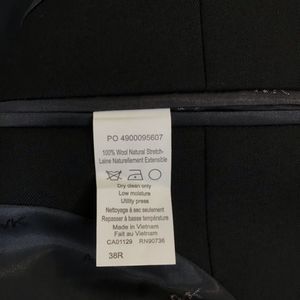 PO 4900095607
100% Wool Natural Stretch-
Laine Naturellement Extensible
Dry clean only
Low moisture
Utility press
Nettoyage à sec seulement
Repasser à basse température
Made in Vietnam
Fait au Vietnam
CA01129 RN90736
38R